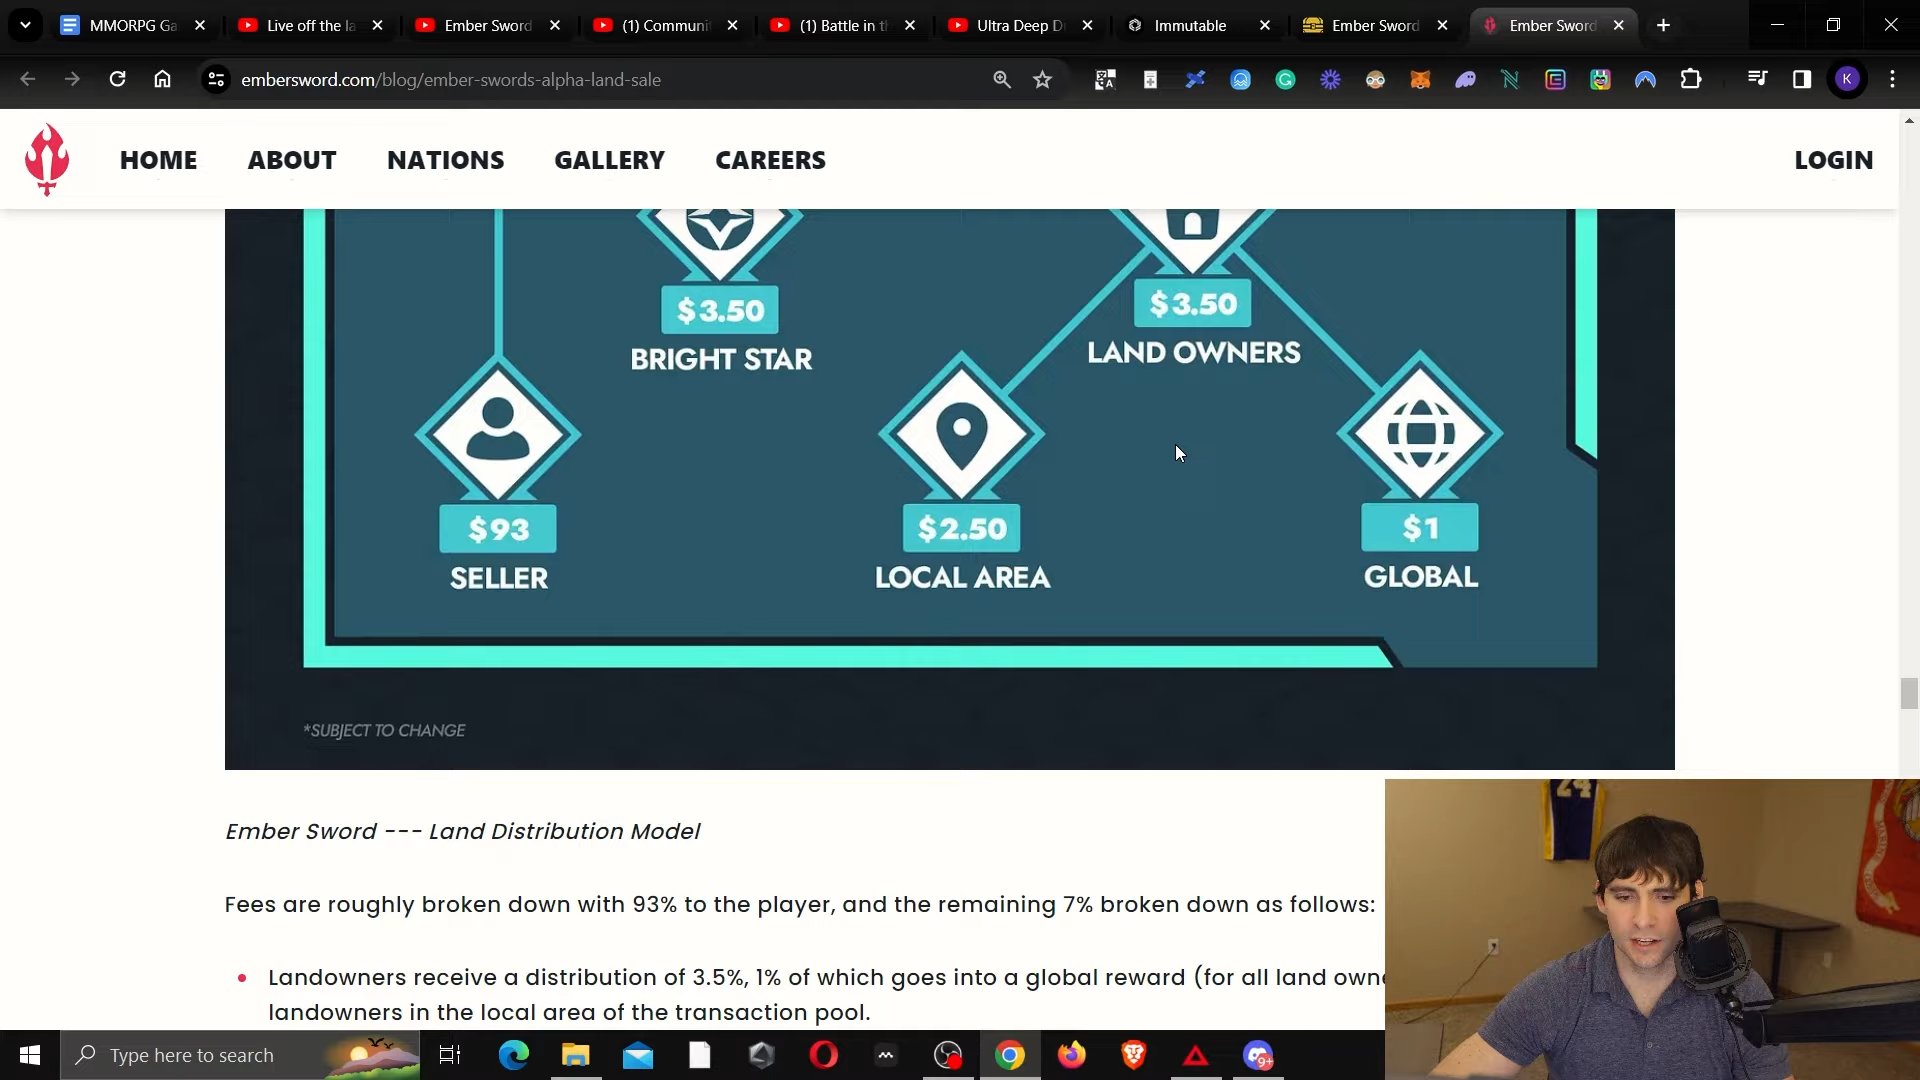 MMORPG Ga
Live off the la
Ember Sword
(1) Communi
(1) Battle in t
Ultra Deep D
Immutable
Ember Sword
Ember Sword
embersword.com/blog/ember-swords-alpha-land-sale
K
HOME
ABOUT
NATIONS
GALLERY
CAREERS
LOGIN
$3.50
BRIGHT STAR
$3.50
LAND OWNERS
$93
SELLER
$2.50
LOCAL AREA
$1
GLOBAL
*SUBJECT TO CHANGE
Ember Sword --- Land Distribution Model
Fees are roughly broken down with 93% to the player, and the remaining 7% broken down as follows:
Landowners receive a distribution of 3.5%, 1% of which goes into a global reward (for all land owne
landowners in the local area of the transaction pool.
24
Type here to search
9+